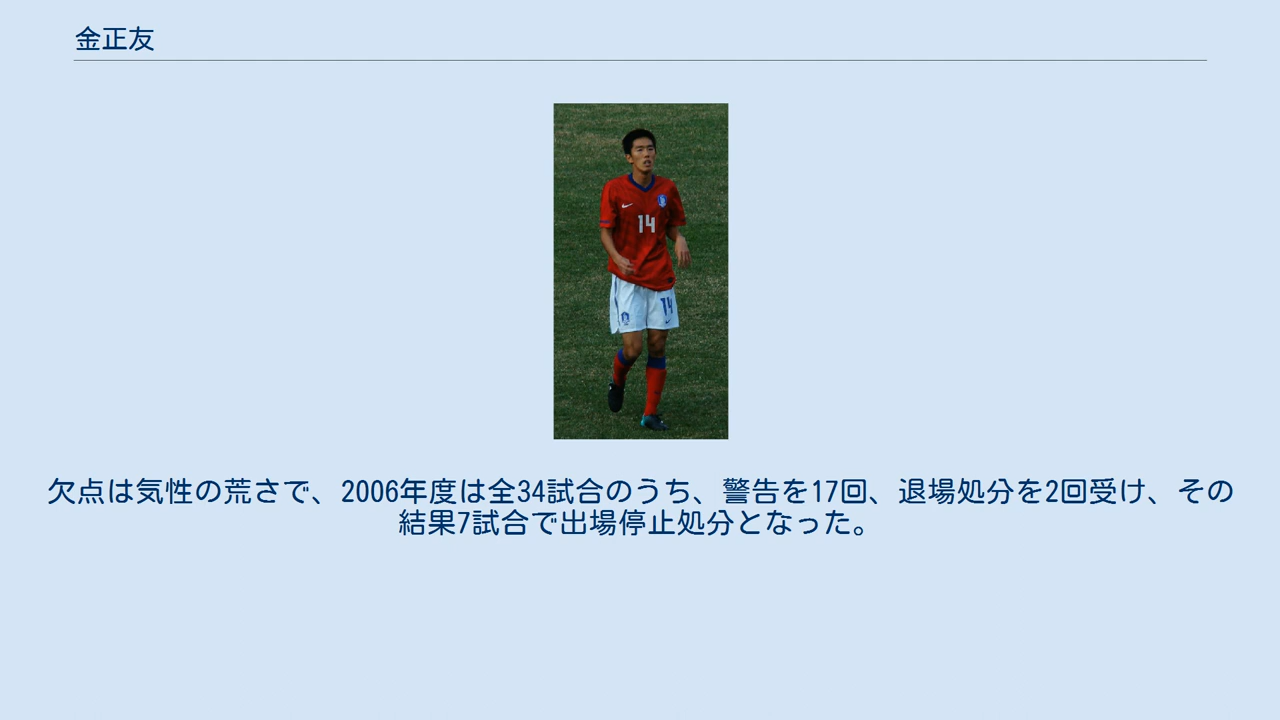 金正友
14
14
欠点は気性の荒さで、2006年度は全34試合のうち、警告を17回、退場処分を2回受け、その
結果7試合で出場停止処分となった。